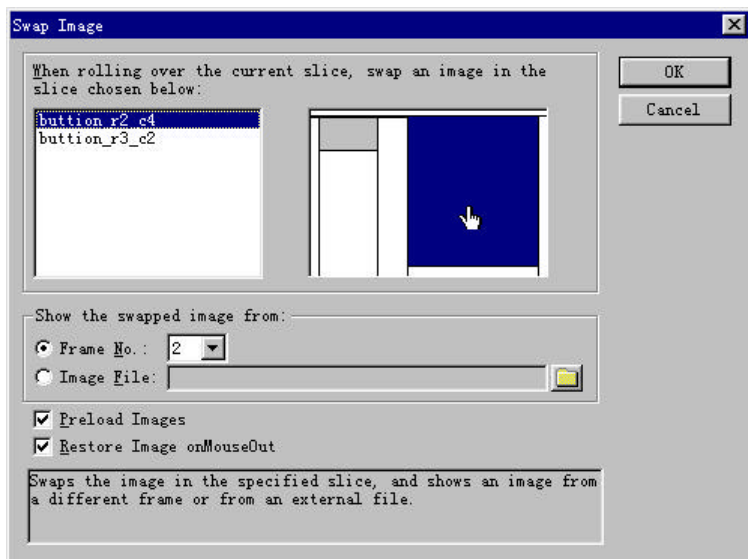 Swap Image
When rolling over the current slice, swap an image in the
slice chosen below:
buttion_r2_c4
buttion_r3_c2
OK
Cancel
Show the swapped image from:
Frame No.: 2
Image File:
Preload Images
Restore Image onMouseOut
Swaps the image in the specified slice, and shows an image from
a different frame or from an external file.